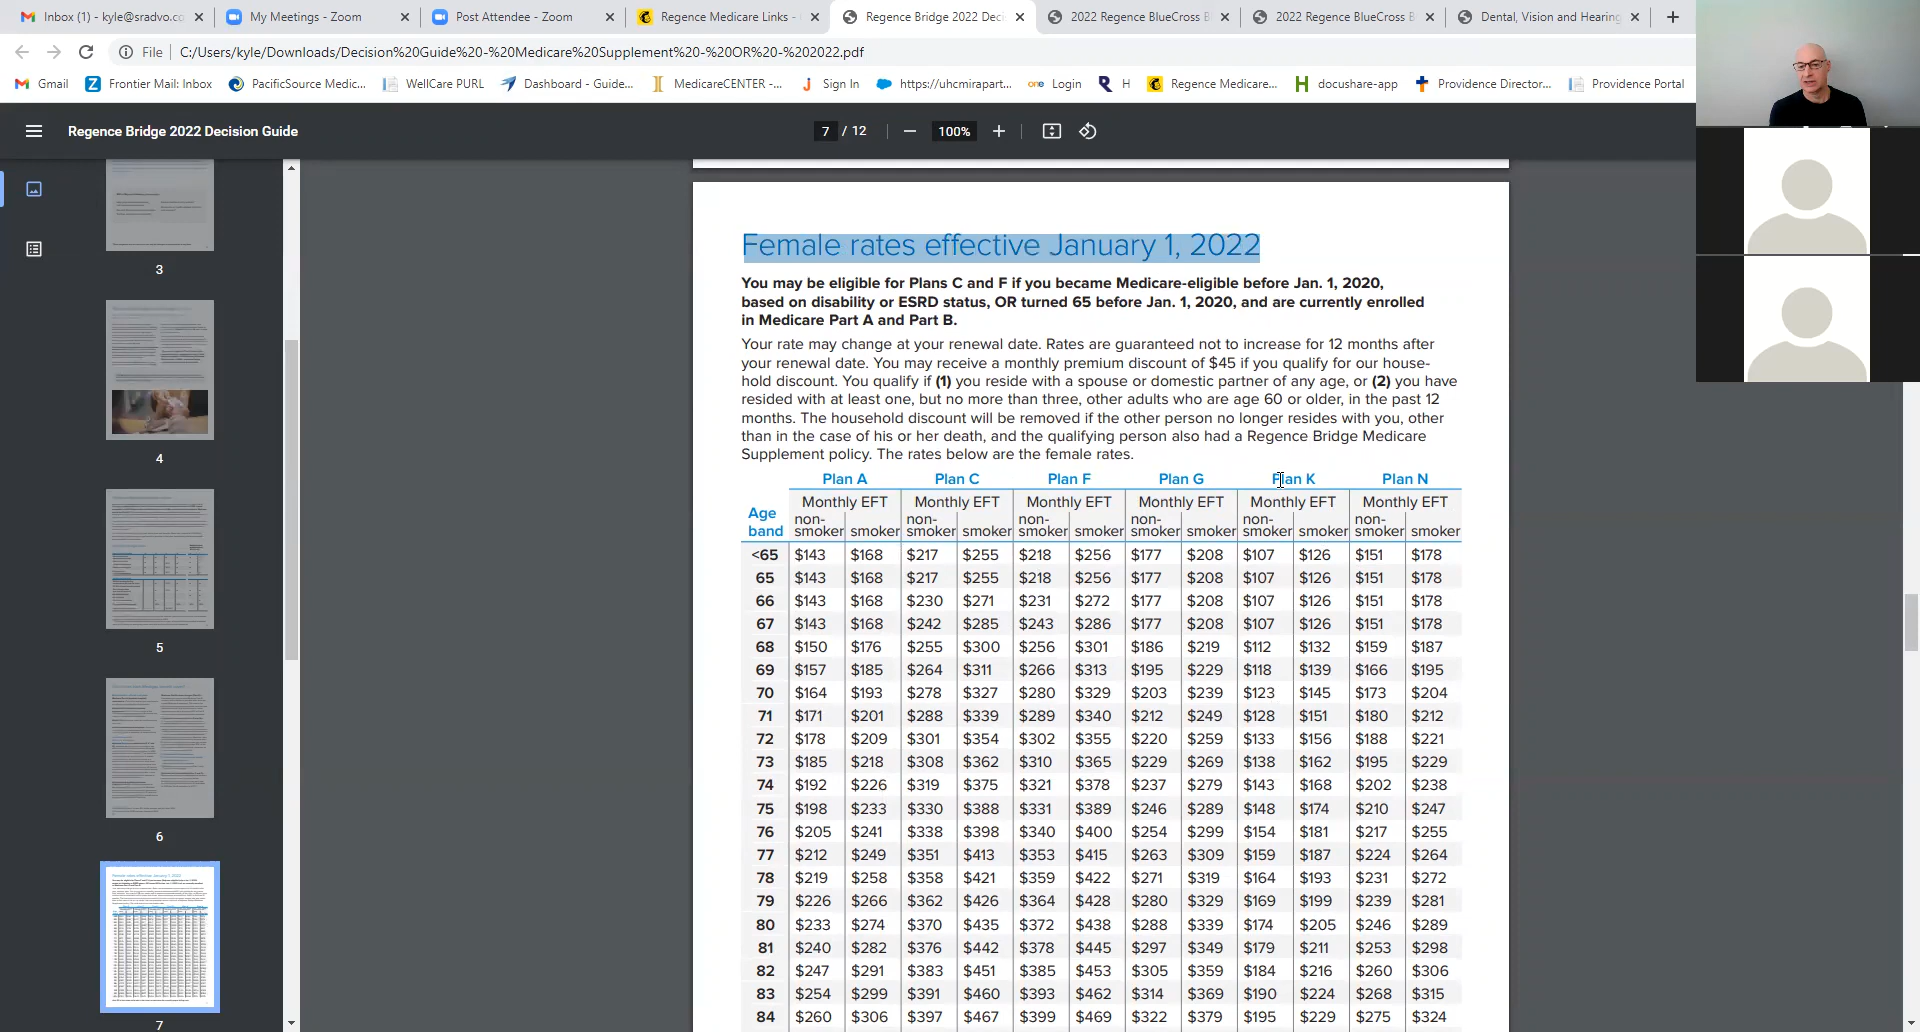 Inbox (1) - kyle@sradvo.co
My Meetings - Zoom
Post Attendee - Zoom
Regence Medicare Links -
Regence Bridge 2022 Deci
2022 Regence BlueCross B
2022 Regence BlueCross B
Dental, Vision and Hearing
File
C:/Users/kyle/Downloads/Decision%20Guide%20-%20Medicare%20Supplement%20-%20OR%20-%202022.pdf
Gmail
Frontier Mail: Inbox
PacificSource Medic...
WellCare PURL
Dashboard - Guide...
MedicareCENTER -...
Sign In
https://uhcmirapart...
one Login
H
Regence Medicare...
docushare-app
Providence Director...
Providence Portal
Regence Bridge 2022 Decision Guide
7 / 12
100%
3
4
5
6
7
Female rates effective January 1, 2022
You may be eligible for Plans C and F if you became Medicare-eligible before Jan. 1, 2020,
based on disability or ESRD status, OR turned 65 before Jan. 1, 2020, and are currently enrolled
in Medicare Part A and Part B.
Your rate may change at your renewal date. Rates are guaranteed not to increase for 12 months after
your renewal date. You may receive a monthly premium discount of $45 if you qualify for our house-
hold discount. You qualify if (1) you reside with a spouse or domestic partner of any age, or (2) you have
resided with at least one, but no more than three, other adults who are age 60 or older, in the past 12
months. The household discount will be removed if the other person no longer resides with you, other
than in the case of his or her death, and the qualifying person also had a Regence Bridge Medicare
Supplement policy. The rates below are the female rates.
Plan A Plan C Plan F Plan G Plan K Plan N
Monthly EFT Monthly EFT Monthly EFT Monthly EFT Monthly EFT Monthly EFT
Age non- non- non- non- non- non-
band smoker smoker smoker smoker smoker smoker smoker smoker smoker smoker smoker smoker
<65 $143 $168 $217 $255 $218 $256 $177 $208 $107 $126 $151 $178
65 $143 $168 $217 $255 $218 $256 $177 $208 $107 $126 $151 $178
66 $143 $168 $230 $271 $231 $272 $177 $208 $107 $126 $151 $178
67 $143 $168 $242 $285 $243 $286 $177 $208 $107 $126 $151 $178
68 $150 $176 $255 $300 $256 $301 $186 $219 $112 $132 $159 $187
69 $157 $185 $264 $311 $266 $313 $195 $229 $118 $139 $166 $195
70 $164 $193 $278 $327 $280 $329 $203 $239 $123 $145 $173 $204
71 $171 $201 $288 $339 $289 $340 $212 $249 $128 $151 $180 $212
72 $178 $209 $301 $354 $302 $355 $220 $259 $133 $156 $188 $221
73 $185 $218 $308 $362 $310 $365 $229 $269 $138 $162 $195 $229
74 $192 $226 $319 $375 $321 $378 $237 $279 $143 $168 $202 $238
75 $198 $233 $330 $388 $331 $389 $246 $289 $148 $174 $210 $247
76 $205 $241 $338 $398 $340 $400 $254 $299 $154 $181 $217 $255
77 $212 $249 $351 $413 $353 $415 $263 $309 $159 $187 $224 $264
78 $219 $258 $358 $421 $359 $422 $271 $319 $164 $193 $231 $272
79 $226 $266 $362 $426 $364 $428 $280 $329 $169 $199 $239 $281
80 $233 $274 $370 $435 $372 $438 $288 $339 $174 $205 $246 $289
81 $240 $282 $376 $442 $378 $445 $297 $349 $179 $211 $253 $298
82 $247 $291 $383 $451 $385 $453 $305 $359 $184 $216 $260 $306
83 $254 $299 $391 $460 $393 $462 $314 $369 $190 $224 $268 $315
84 $260 $306 $397 $467 $399 $469 $322 $379 $195 $229 $275 $324